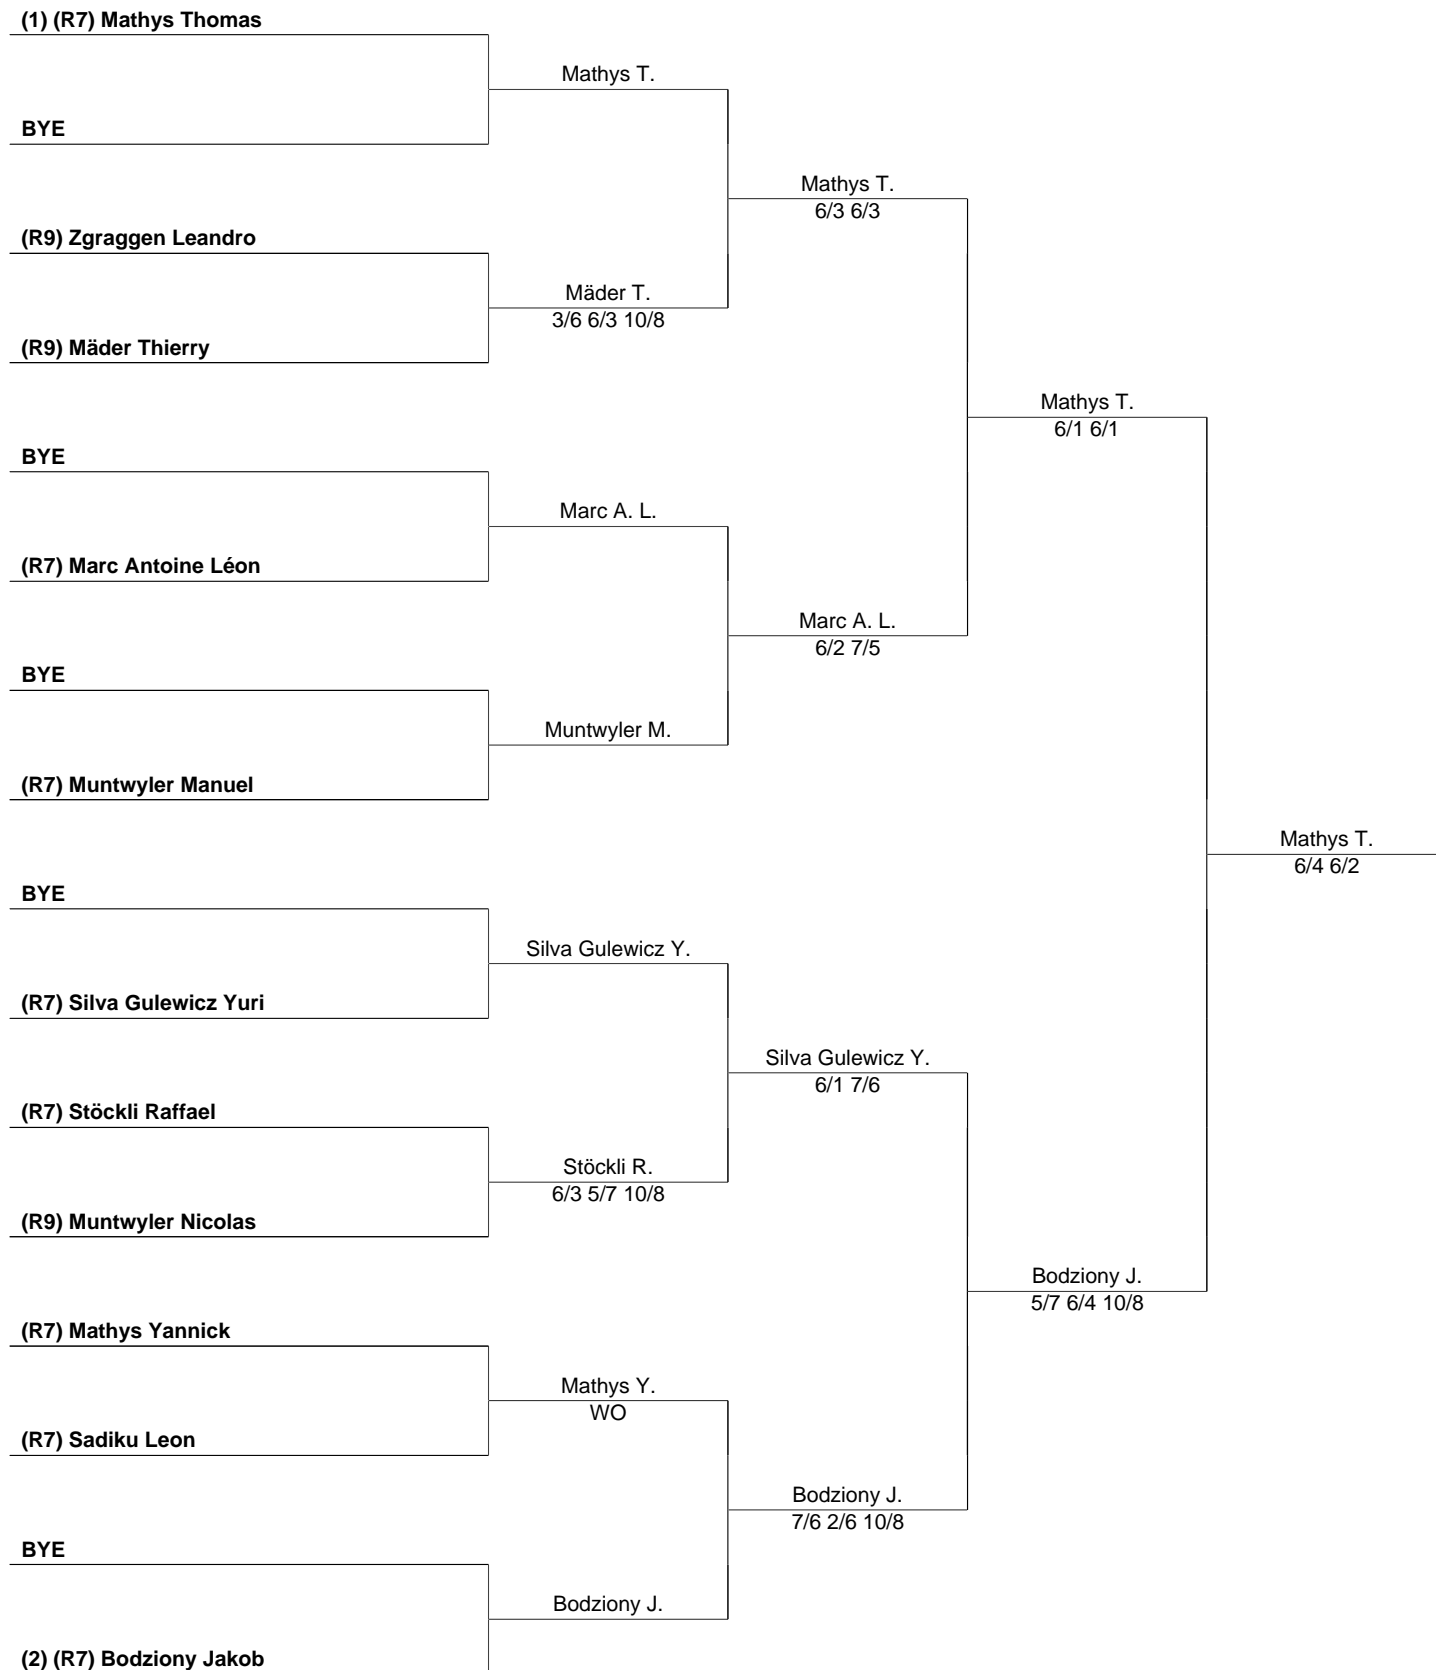 (1) (R7) Mathys Thomas
Mathys T.
BYE
Mathys T.
6/3 6/3
(R9) Zgraggen Leandro
Mäder T.
3/6 6/3 10/8
(R9) Mäder Thierry
Mathys T.
6/1 6/1
BYE
Marc A. L.
(R7) Marc Antoine Léon
Marc A. L.
6/2 7/5
BYE
Muntwyler M.
(R7) Muntwyler Manuel
Mathys T.
6/4 6/2
BYE
Silva Gulewicz Y.
(R7) Silva Gulewicz Yuri
Silva Gulewicz Y.
6/1 7/6
(R7) Stöckli Raffael
Stöckli R.
6/3 5/7 10/8
(R9) Muntwyler Nicolas
Bodziony J.
5/7 6/4 10/8
(R7) Mathys Yannick
Mathys Y.
WO
(R7) Sadiku Leon
Bodziony J.
7/6 2/6 10/8
BYE
Bodziony J.
(2) (R7) Bodziony Jakob